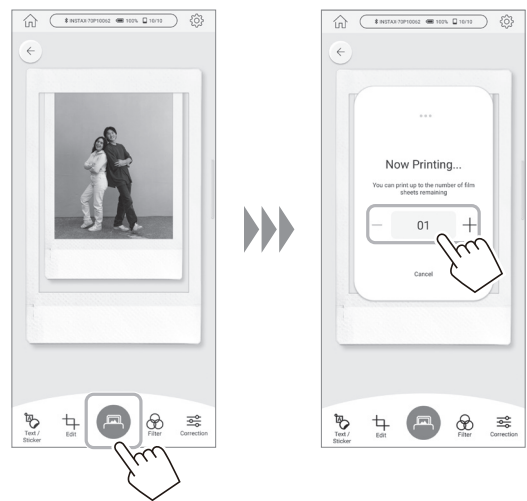 INSTAX-70P10062 100% 10/10
Text /
Sticker
Edit
Filter
Correction
INSTAX-70P10062 100% 10/10
Now Printing...
You can print up to the number of film
sheets remaining
01
Cancel
Text /
Sticker
Edit
Filter
Correction